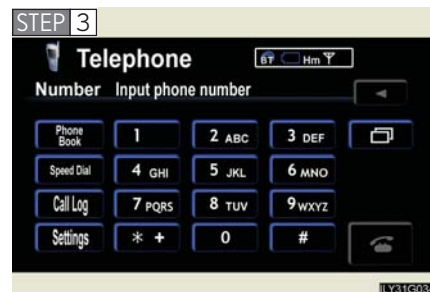 STEP 3
Telephone
BT Hm
Number Input phone number
Phone Book 1 2 ABC 3 DEF
Speed Dial 4 GHI 5 JKL 6 MNO
Call Log 7 PQRS 8 TUV 9 WXYZ
Settings * + 0 #
ILY31G03